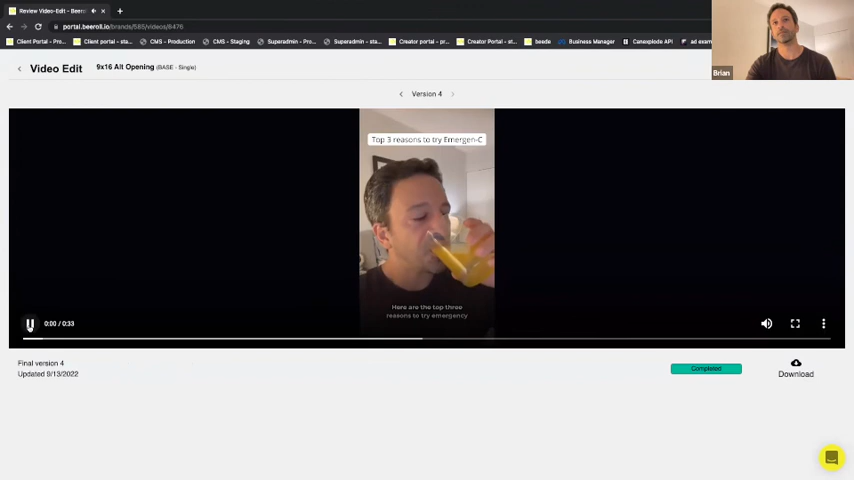 Review Video-Edit - Beero
portal.beeroll.io/brands/585/videos/8476
Client Portal - Pro...
Client portal - sta...
CMS - Production
CMS - Staging
Superadmin - Pro...
Superadmin - sta...
Creator portal - pr...
Creator Portal - st...
beede
Business Manager
Canexplode API
ad exam
Brian
Video Edit
9x16 Alt Opening (BASE - Single)
Version 4
Top 3 reasons to try Emergen-C
Here are the top three
reasons to try emergency
0:00 / 0:33
Final version 4
Updated 9/13/2022
Completed
Download